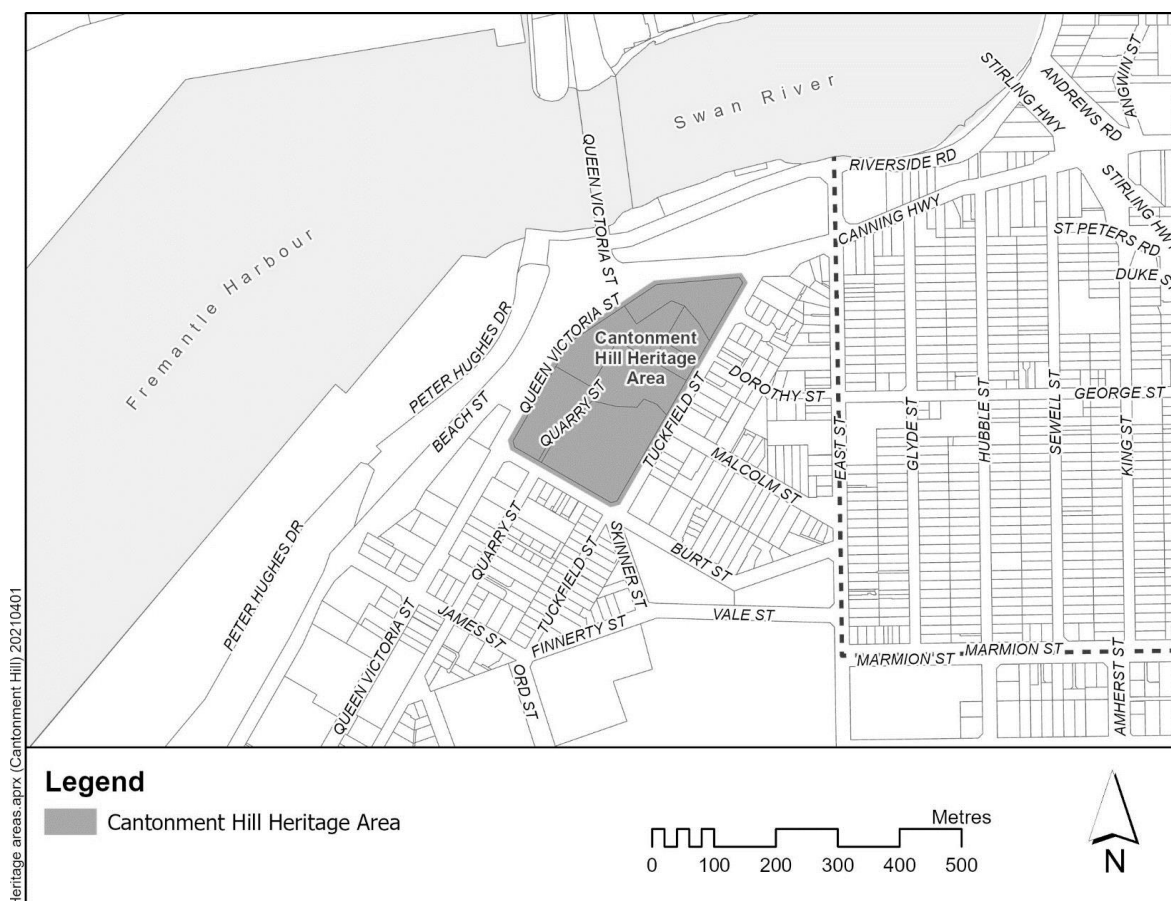 Swan River
Fremantle Harbour
STIRLING HWY
ANDREWS RD
ANGWIN ST
QUEEN VICTORIA ST
RIVERSIDE RD
CANNING HWY
STIRLING HWY
ST PETERS RD
DUKE S
PETER HUGHES DR
BEACH ST
QUEEN VICTORIA ST
Cantonment
Hill Heritage
Area
QUARRY ST
TUCKFIELD ST
DOROTHY ST
MALCOLM ST
EAST ST
GLYDE ST
HUBBLE ST
SEWELL ST
KING ST
GEORGE ST
PETER HUGHES DR
QUARRY ST
TUCKFIELD ST
SKINNER ST
BURT ST
VALE ST
JAMES ST
FINNERTY ST
QUEEN VICTORIA ST
ORD ST
MARMION ST
MARMION ST
AMHERST ST
Heritage areas.aprx (Cantonment Hill) 20210401
Legend
Cantonment Hill Heritage Area
Metres
0 100 200 300 400 500
N